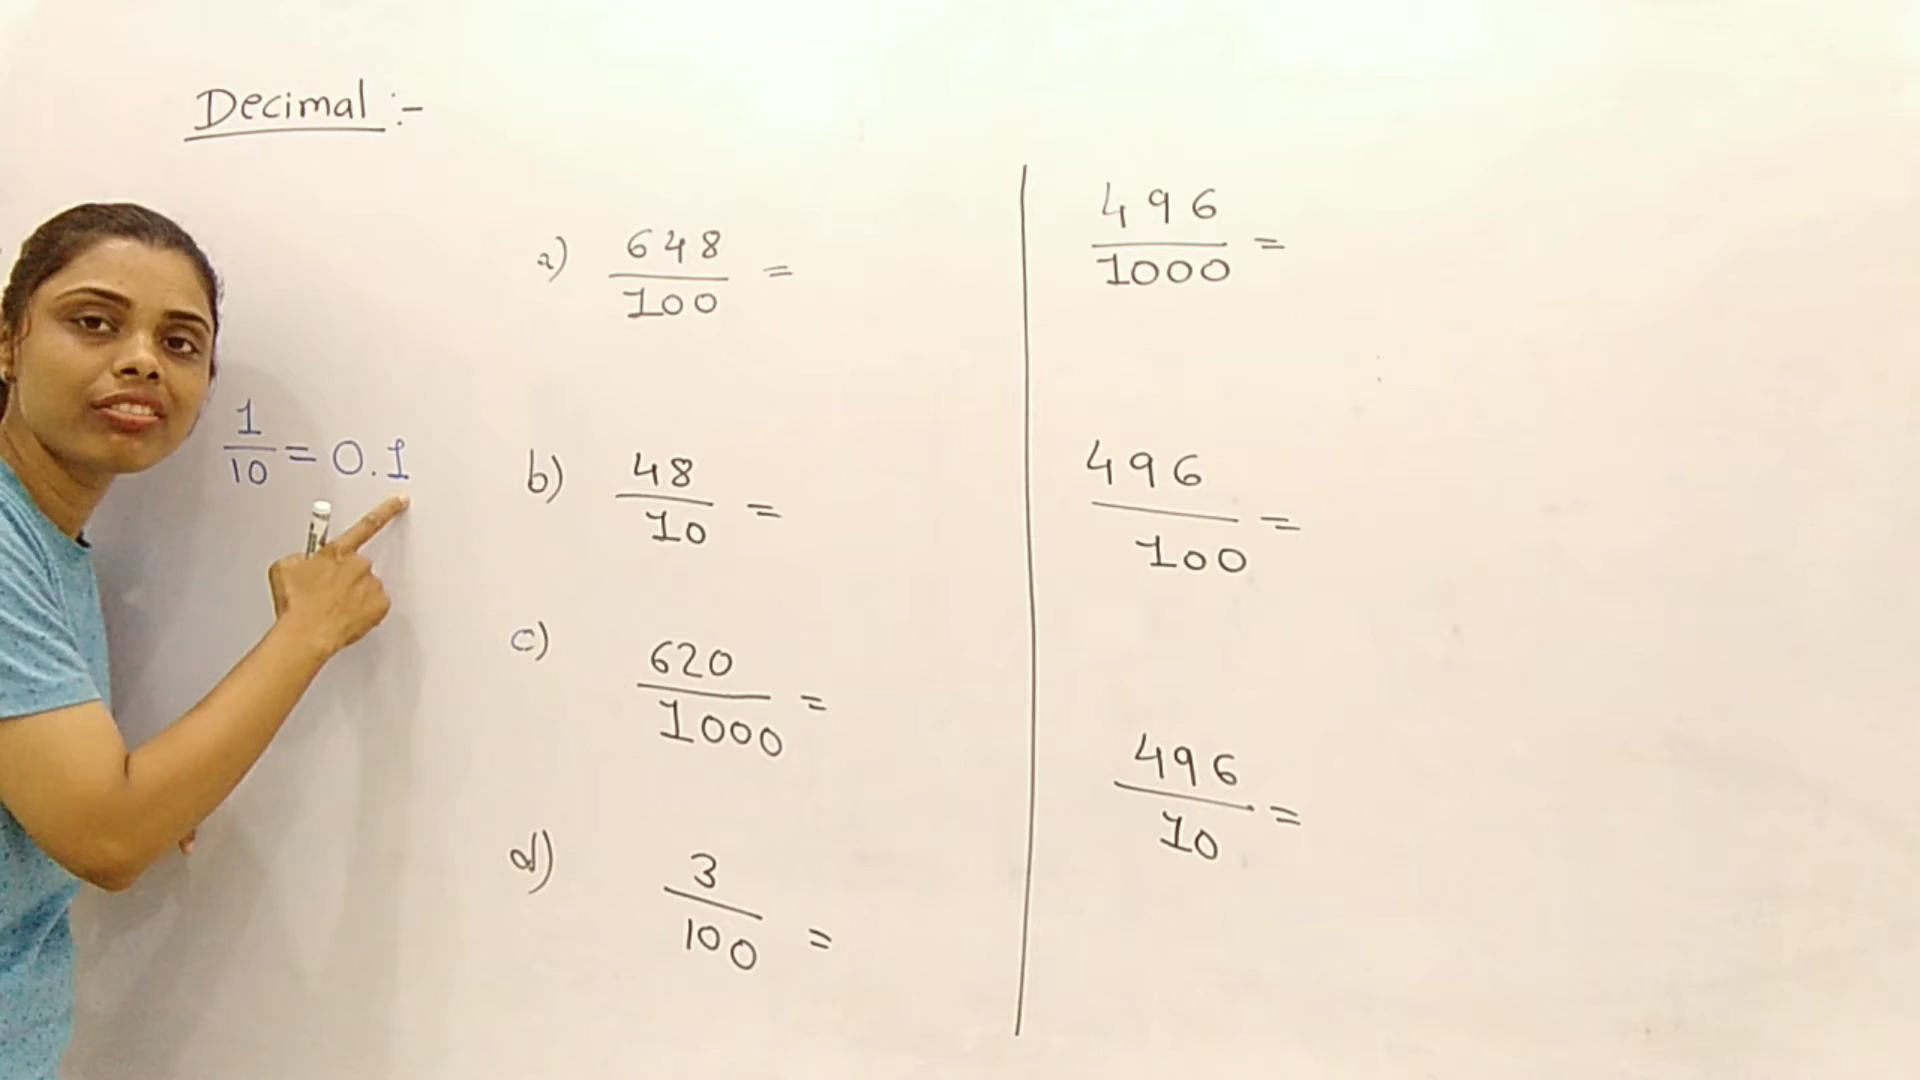 Decimal :-
1/10 = 0.1
a) 648/100 =
b) 48/10 =
c) 620/1000 =
d) 3/100 =
496/1000 =
496/100 =
496/10 =